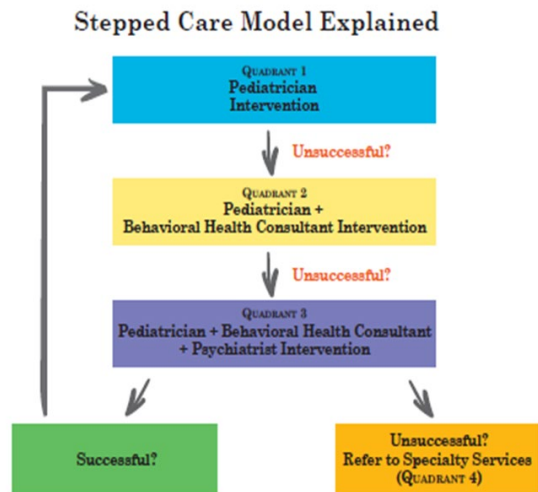 Stepped Care Model Explained
QUADRANT 1
Pediatrician
Intervention
Unsuccessful?
QUADRANT 2
Pediatrician +
Behavioral Health Consultant Intervention
Unsuccessful?
QUADRANT 3
Pediatrician + Behavioral Health Consultant
+ Psychiatrist Intervention
Successful?
Unsuccessful?
Refer to Specialty Services
(QUADRANT 4)